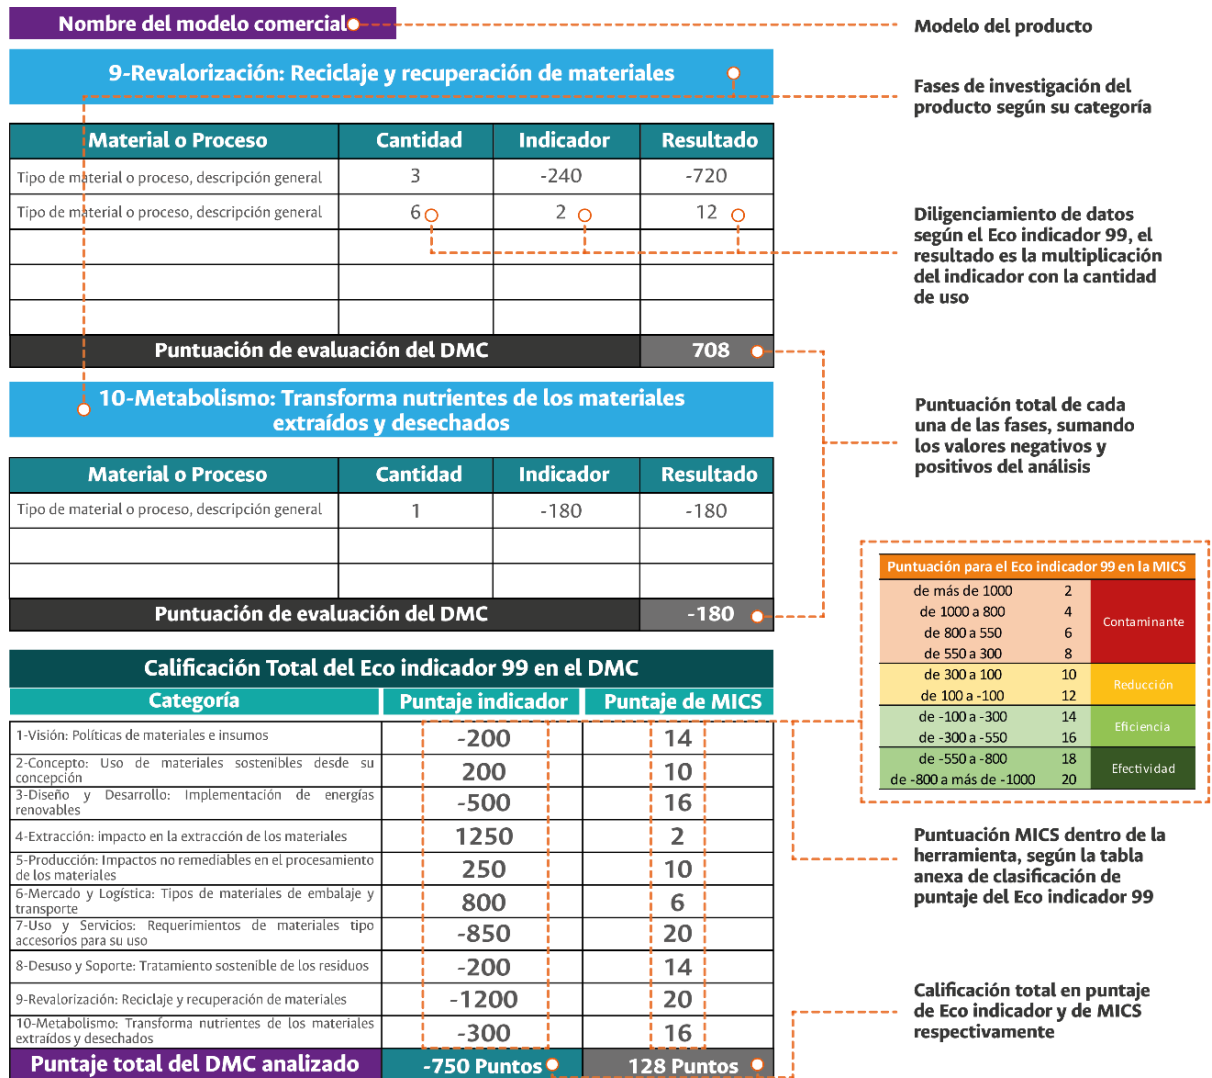 Nombre del modelo comercial
Modelo del producto
9-Revalorización: Reciclaje y recuperación de materiales
Fases de investigación del
producto según su categoría
Material o Proceso Cantidad Indicador Resultado
Tipo de material o proceso, descripción general 3 -240 -720
Tipo de material o proceso, descripción general 6 2 12
Diligenciamiento de datos
según el Eco indicador 99, el
resultado es la multiplicación
del indicador con la cantidad
de uso
Puntuación de evaluación del DMC 708
10-Metabolismo: Transforma nutrientes de los materiales
extraídos y desechados
Puntuación total de cada
una de las fases, sumando
los valores negativos y
positivos del análisis
Material o Proceso Cantidad Indicador Resultado
Tipo de material o proceso, descripción general 1 -180 -180
Puntuación de evaluación del DMC -180
Puntuación para el Eco indicador 99 en la MICS
de más de 1000 2
de 1000 a 800 4
Contaminante
de 800 a 550 6
de 550 a 300 8
de 300 a 100 10
Reducción
de 100 a -100 12
de -100 a -300 14
Eficiencia
de -300 a -550 16
de -550 a -800 18
Efectividad
de -800 a más de -1000 20
Calificación Total del Eco indicador 99 en el DMC
Categoría Puntaje indicador Puntaje de MICS
1-Visión: Políticas de materiales e insumos -200 14
2-Concepto: Uso de materiales sostenibles desde su
concepción 200 10
3-Diseño y Desarrollo: Implementación de energías
renovables -500 16
4-Extracción: impacto en la extracción de los materiales 1250 2
5-Producción: Impactos no remediables en el procesamiento
de los materiales 250 10
6-Mercado y Logística: Tipos de materiales de embalaje y
transporte 800 6
7-Uso y Servicios: Requerimientos de materiales tipo
accesorios para su uso -850 20
8-Desuso y Soporte: Tratamiento sostenible de los residuos -200 14
9-Revalorización: Reciclaje y recuperación de materiales -1200 20
10-Metabolismo: Transforma nutrientes de los materiales
extraídos y desechados -300 16
Puntaje total del DMC analizado -750 Puntos 128 Puntos
Puntuación MICS dentro de la
herramienta, según la tabla
anexa de clasificación de
puntaje del Eco indicador 99
Calificación total en puntaje
de Eco indicador y de MICS
respectivamente